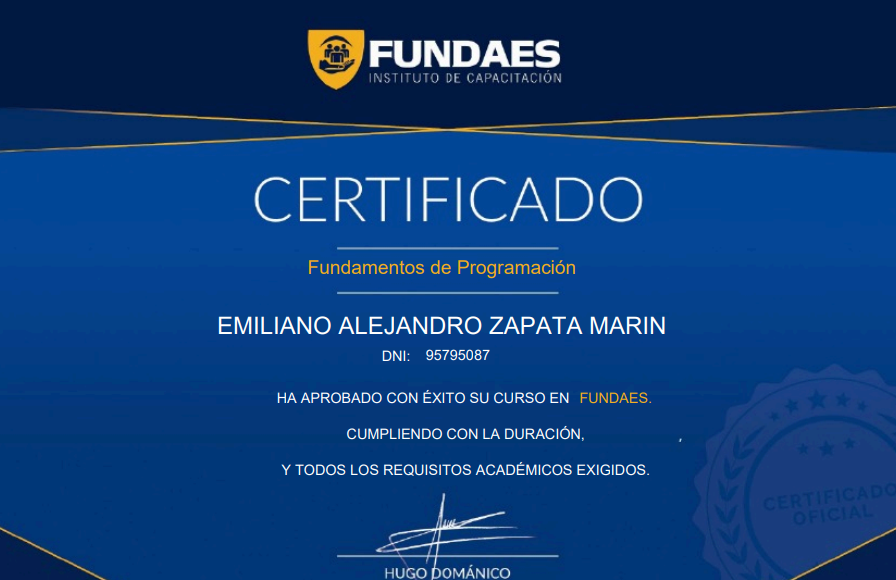 FUNDAES
INSTITUTO DE CAPACITACIÓN
CERTIFICADO
Fundamentos de Programación
EMILIANO ALEJANDRO ZAPATA MARIN
DNI: 95795087
HA APROBADO CON ÉXITO SU CURSO EN FUNDAES.
CUMPLIENDO CON LA DURACIÓN, ,
Y TODOS LOS REQUISITOS ACADÉMICOS EXIGIDOS.
CERTIFICADO
OFICIAL
HUGO DOMÁNICO